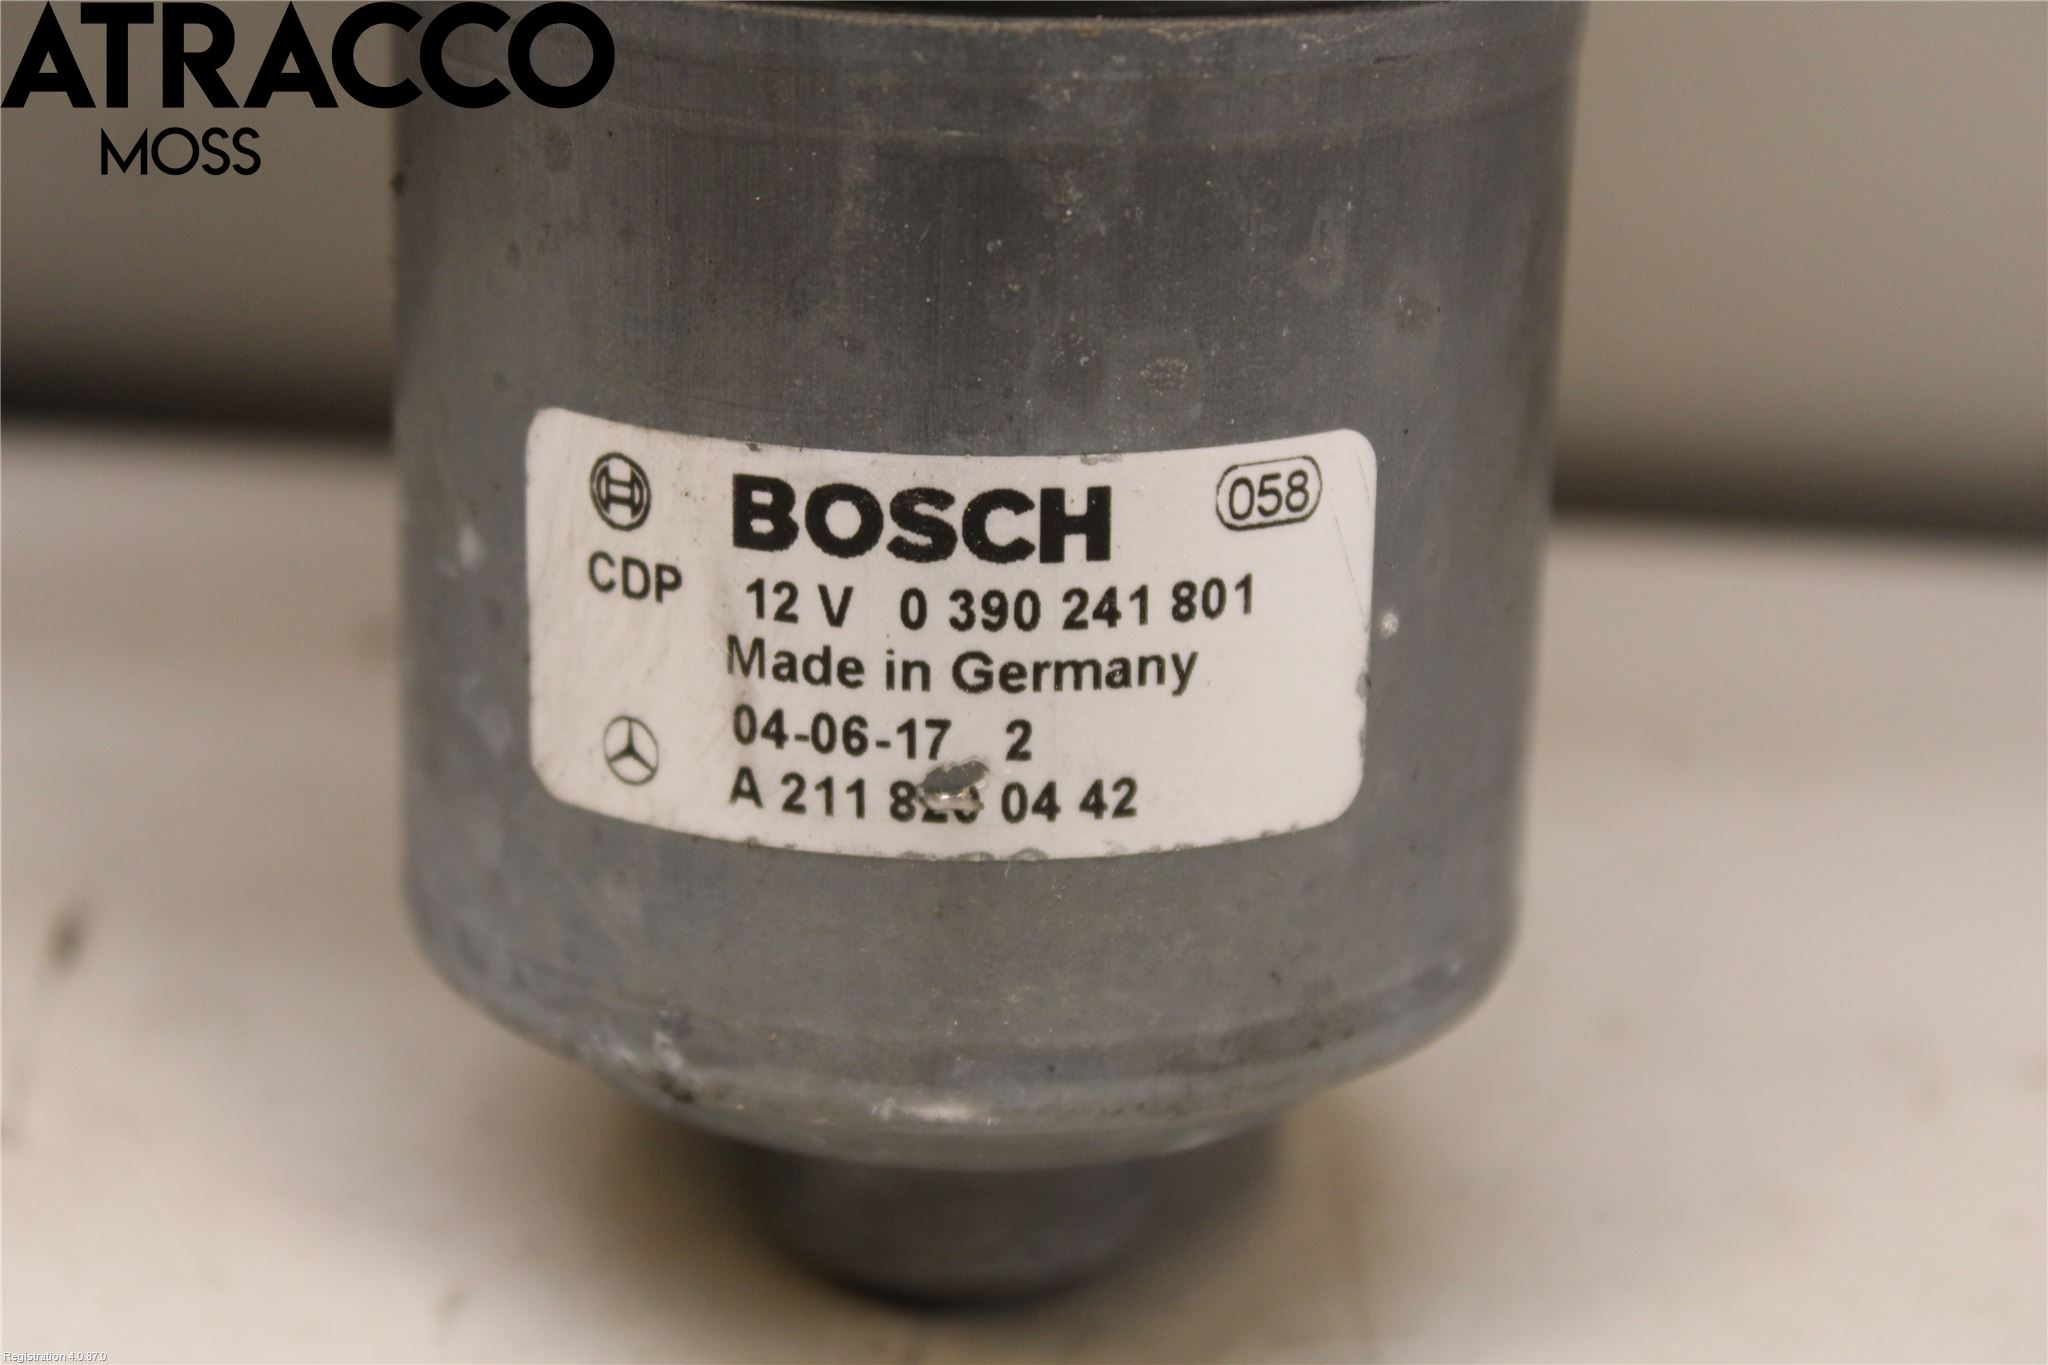 ATRACCO
MOSS
BOSCH
058
CDP
12 V 0 390 241 801
Made in Germany
04-06-17 2
A 211 04 42
Registration 4.0.87.0